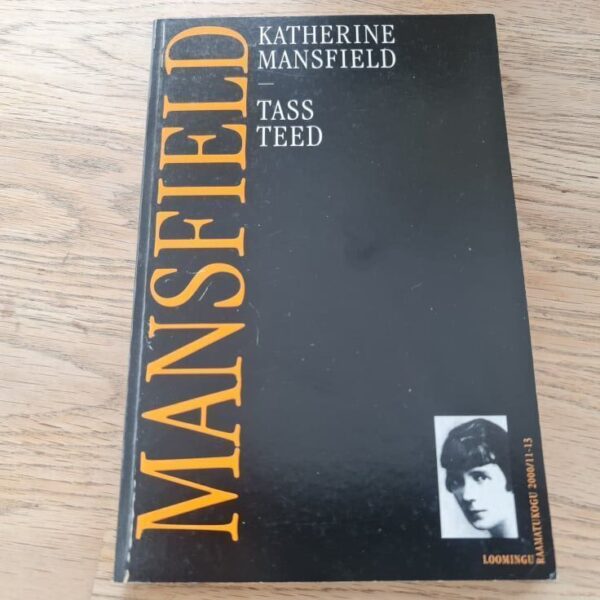 MANSFIELD
KATHERINE
MANSFIELD
TASS
TEED
LOOMINGU
RAAMATUKOGU 2000/11-13